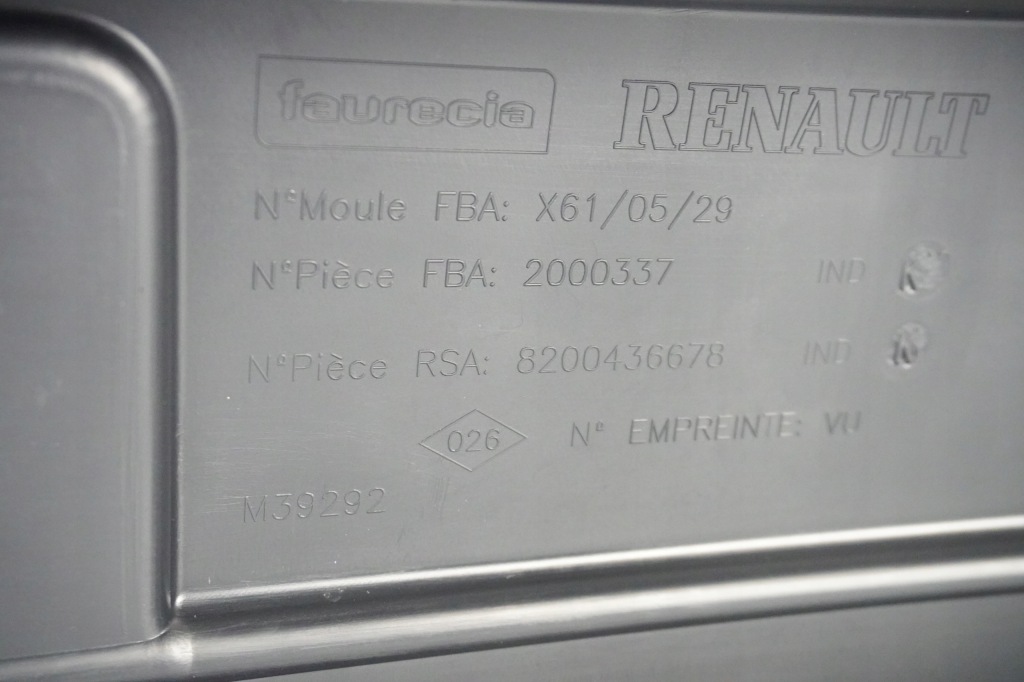 faurecia RENAULT
N°Moule FBA: X61/05/29
N°Pièce FBA: 2000337 IND
N°Pièce RSA: 8200436678 IND
026 N° EMPREINTE: VU
M39292